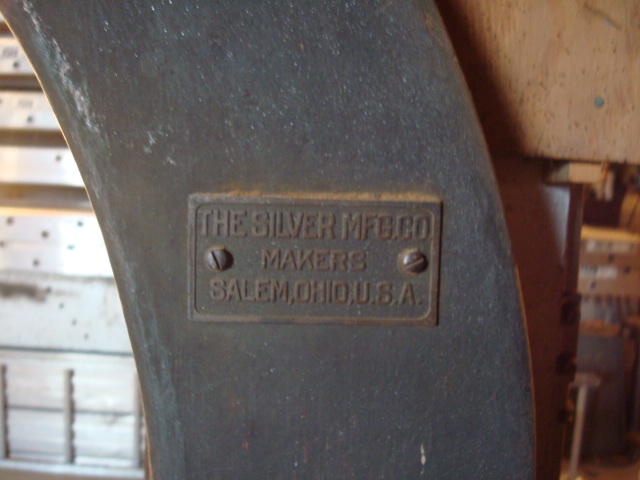 THE SILVER MFG.CO
MAKERS
SALEM,OHIO,U.S.A.